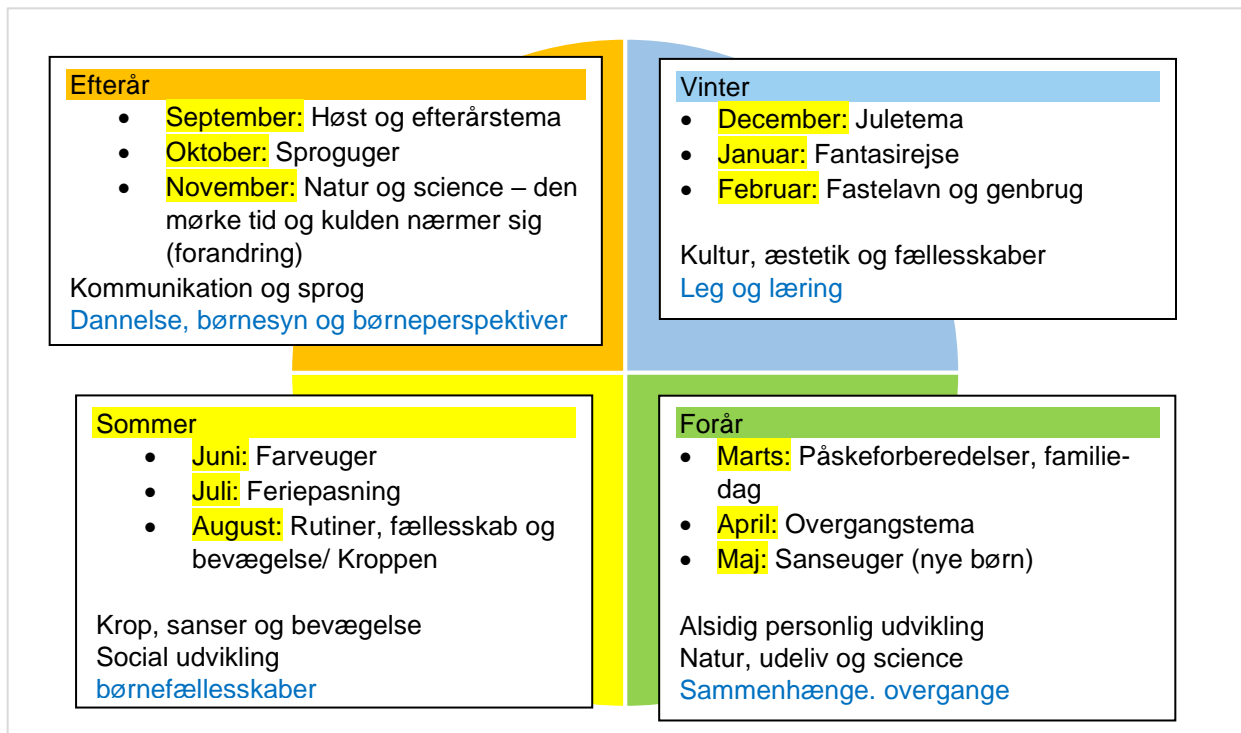 Efterår
• September: Høst og efterårstema
• Oktober: Sproguger
• November: Natur og science – den
mørke tid og kulden nærmer sig
(forandring)
Kommunikation og sprog
Dannelse, børnesyn og børneperspektiver
Vinter
• December: Juletema
• Januar: Fantasirejse
• Februar: Fastelavn og genbrug
Kultur, æstetik og fællesskaber
Leg og læring
Sommer
• Juni: Farveuger
• Juli: Feriepasning
• August: Rutiner, fællesskab og
bevægelse/ Kroppen
Krop, sanser og bevægelse
Social udvikling
børnefællesskaber
Forår
• Marts: Påskeforberedelser, familie-
dag
• April: Overgangstema
• Maj: Sanseuger (nye børn)
Alsidig personlig udvikling
Natur, udeliv og science
Sammenhænge. overgange